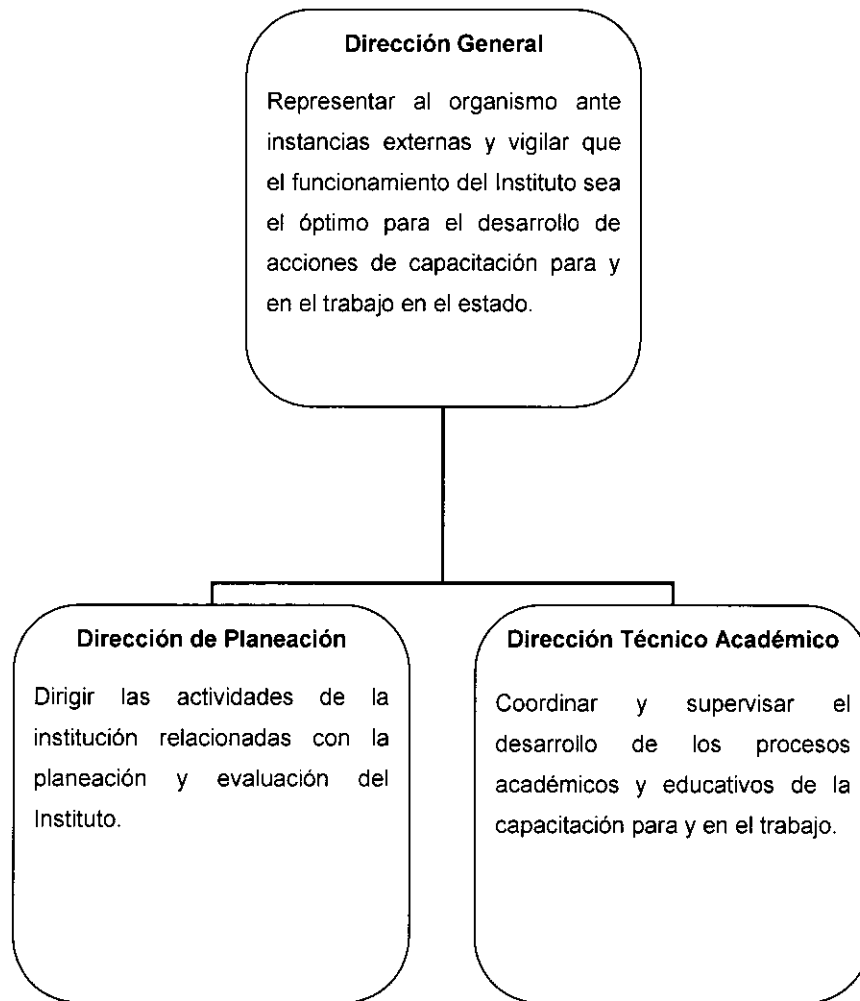 Dirección General
Representar al organismo ante
instancias externas y vigilar que
el funcionamiento del Instituto sea
el óptimo para el desarrollo de
acciones de capacitación para y
en el trabajo en el estado.
Dirección de Planeación
Dirigir las actividades de la
institución relacionadas con la
planeación y evaluación del
Instituto.
Dirección Técnico Académico
Coordinar y supervisar el
desarrollo de los procesos
académicos y educativos de la
capacitación para y en el trabajo.